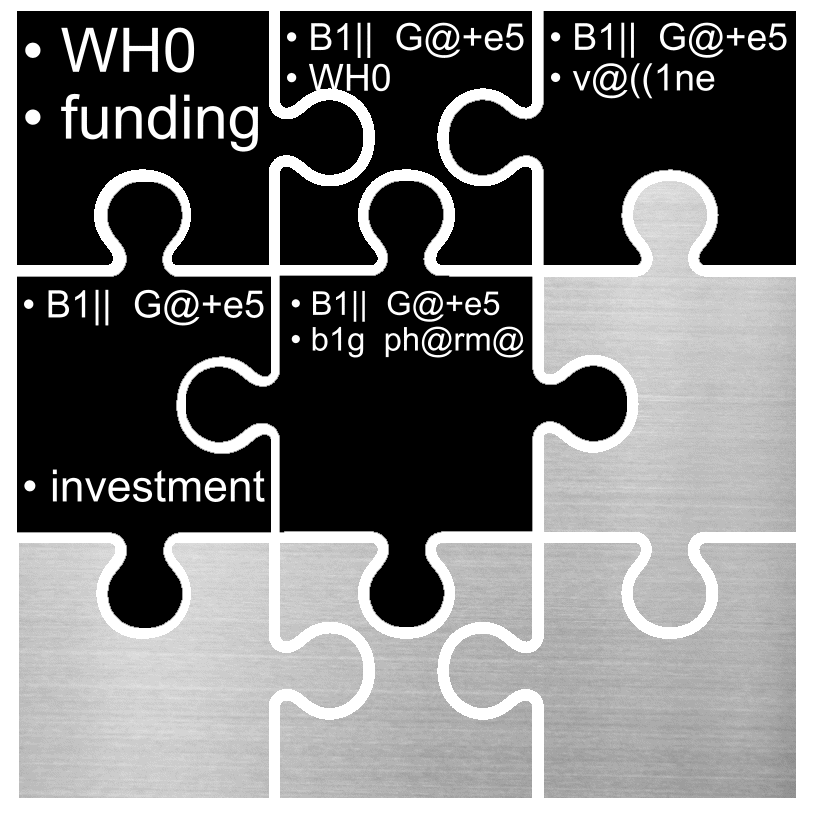 • WH0
• funding
• B1|| G@+e5
• WH0
• B1|| G@+e5
• v@((1ne
• B1|| G@+e5
• investment
• B1|| G@+e5
• b1g ph@rm@